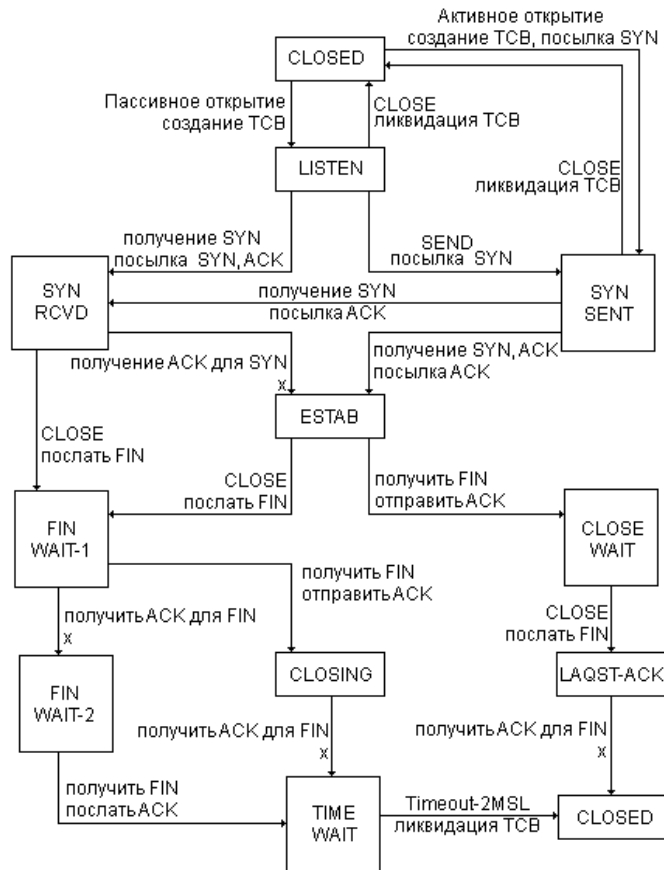 Активное открытие
создание TCB, посылка SYN
CLOSED
Пассивное открытие
создание TCB
CLOSE
ликвидация TCB
CLOSE
ликвидация TCB
LISTEN
получение SYN
посылка SYN, ACK
SEND
посылка SYN
SYN
RCVD
получение SYN
посылка ACK
SYN
SENT
получение ACK для SYN
x
получение SYN, ACK
посылка ACK
ESTAB
CLOSE
послать FIN
CLOSE
послать FIN
получить FIN
отправить ACK
FIN
WAIT-1
CLOSE
WAIT
получить FIN
отправить ACK
получить ACK для FIN
x
CLOSE
послать FIN
FIN
WAIT-2
CLOSING
LAQST-ACK
получить ACK для FIN
x
получить ACK для FIN
x
получить FIN
послать ACK
TIME
WAIT
Timeout-2MSL
ликвидация TCB
CLOSED